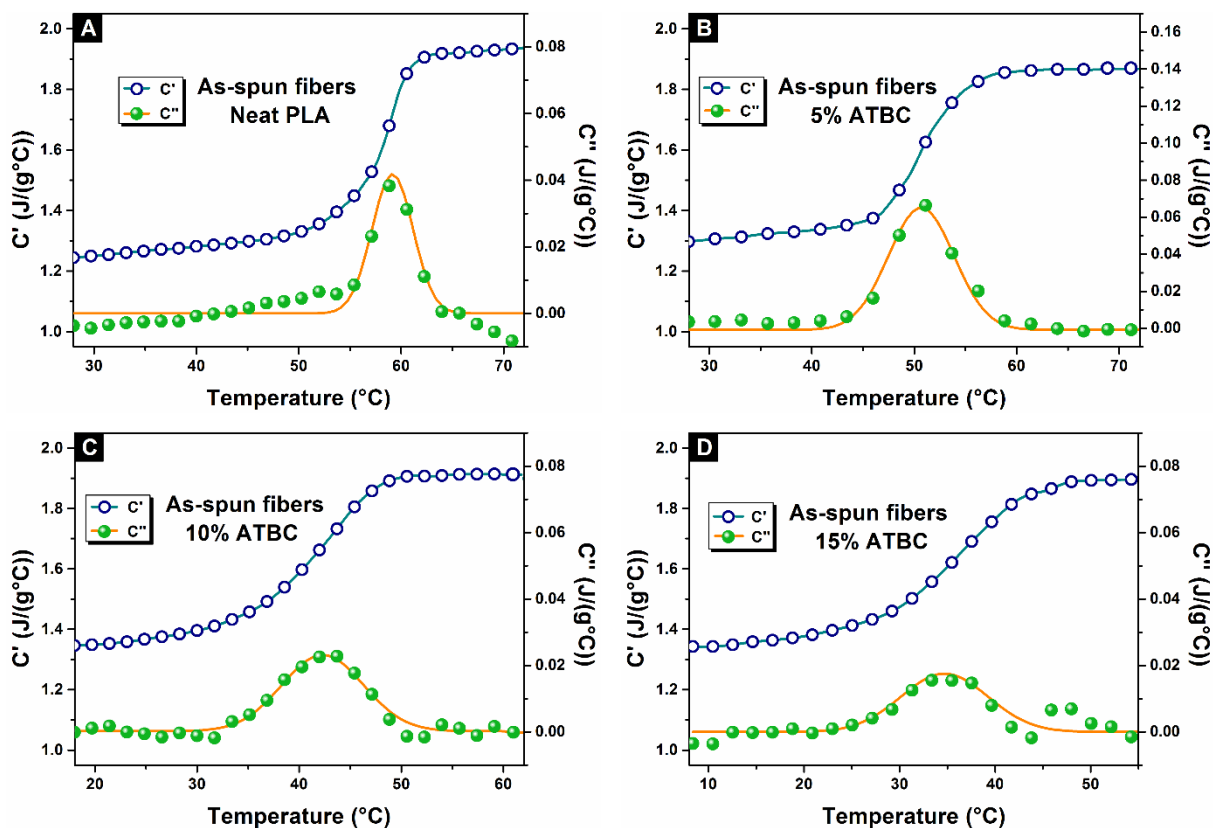 A
2.0
1.8
1.6
1.4
1.2
1.0
C' (J/(g°C))
C'
C''
As-spun fibers
Neat PLA
0.08
0.06
0.04
0.02
0.00
C'' (J/(g°C))
30 40 50 60 70
Temperature (°C)
B
2.0
1.8
1.6
1.4
1.2
1.0
C' (J/(g°C))
C'
C''
As-spun fibers
5% ATBC
0.16
0.14
0.12
0.10
0.08
0.06
0.04
0.02
0.00
C'' (J/(g°C))
30 40 50 60 70
Temperature (°C)
C
2.0
1.8
1.6
1.4
1.2
1.0
C' (J/(g°C))
C'
C''
As-spun fibers
10% ATBC
0.08
0.06
0.04
0.02
0.00
C'' (J/(g°C))
20 30 40 50 60
Temperature (°C)
D
2.0
1.8
1.6
1.4
1.2
1.0
C' (J/(g°C))
C'
C''
As-spun fibers
15% ATBC
0.08
0.06
0.04
0.02
0.00
C'' (J/(g°C))
10 20 30 40 50
Temperature (°C)